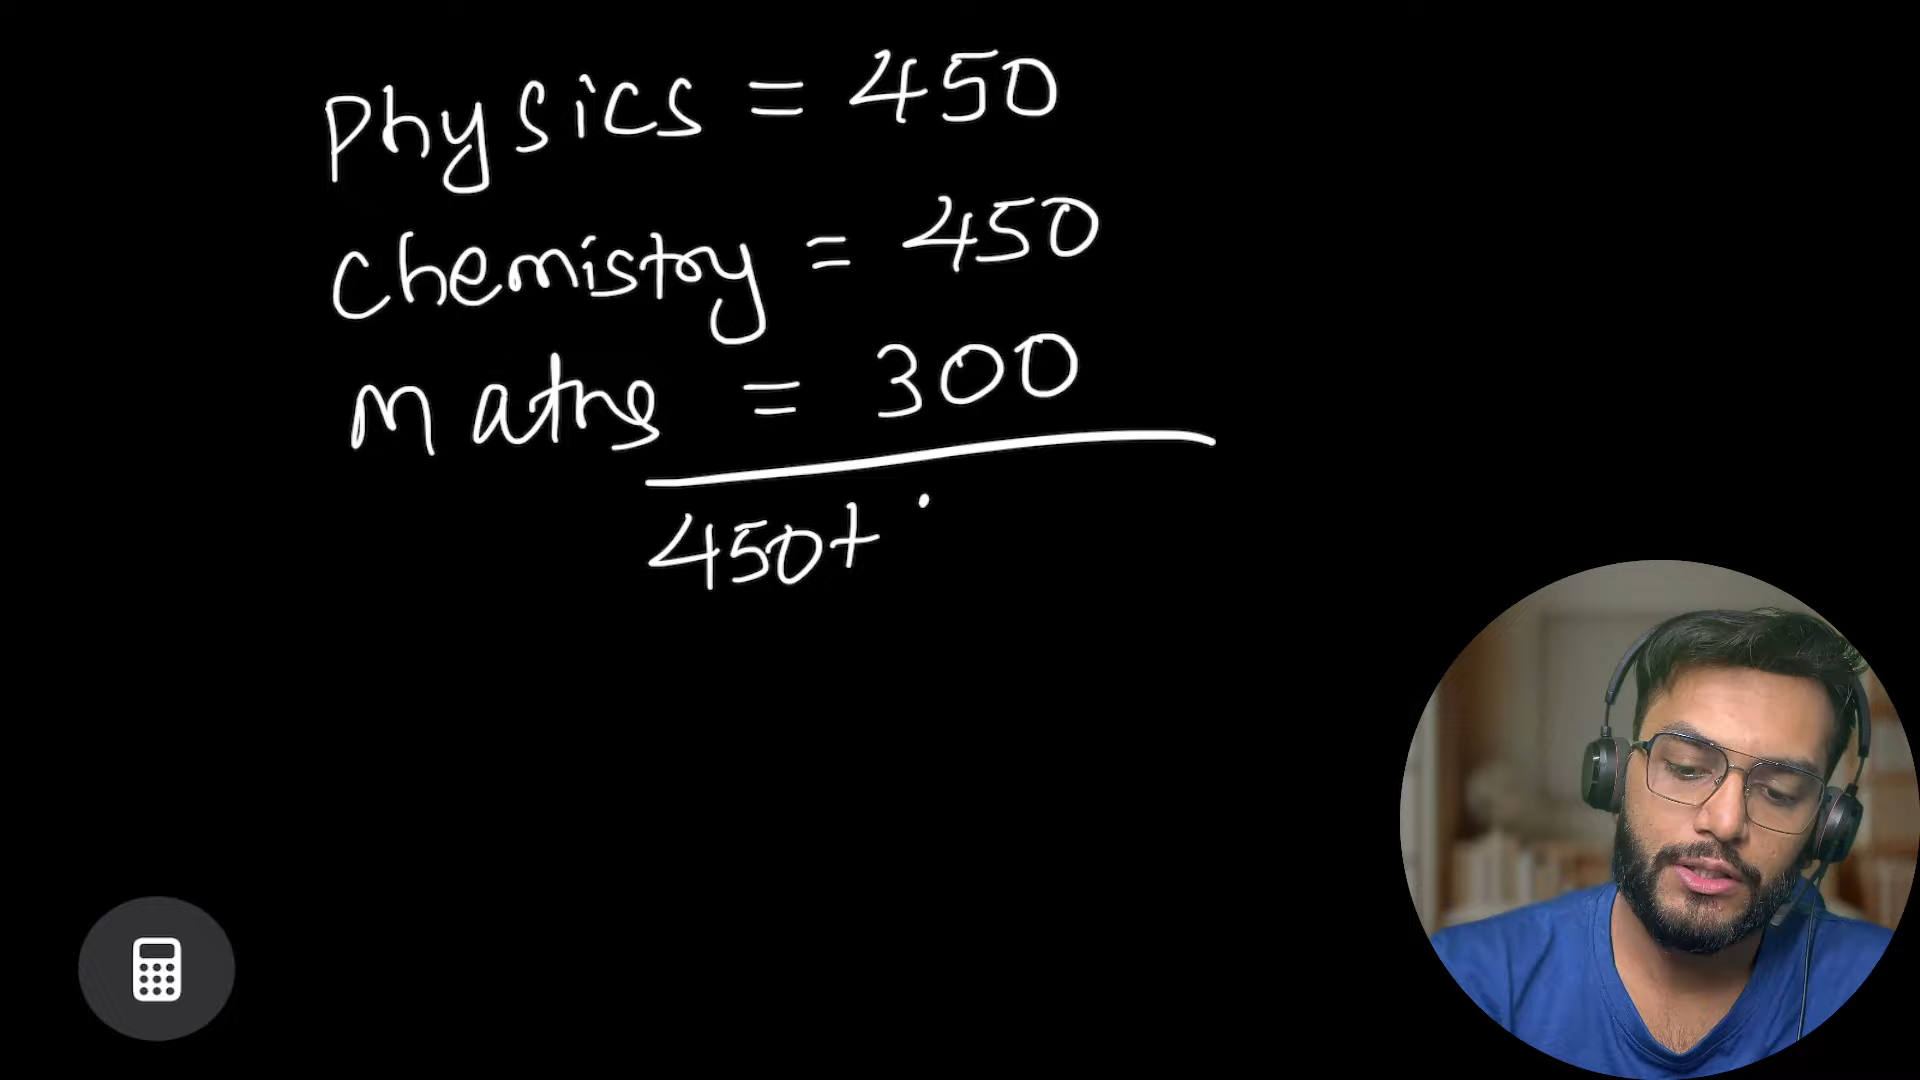 Physics = 450
Chemistry = 450
Maths = 300
450+